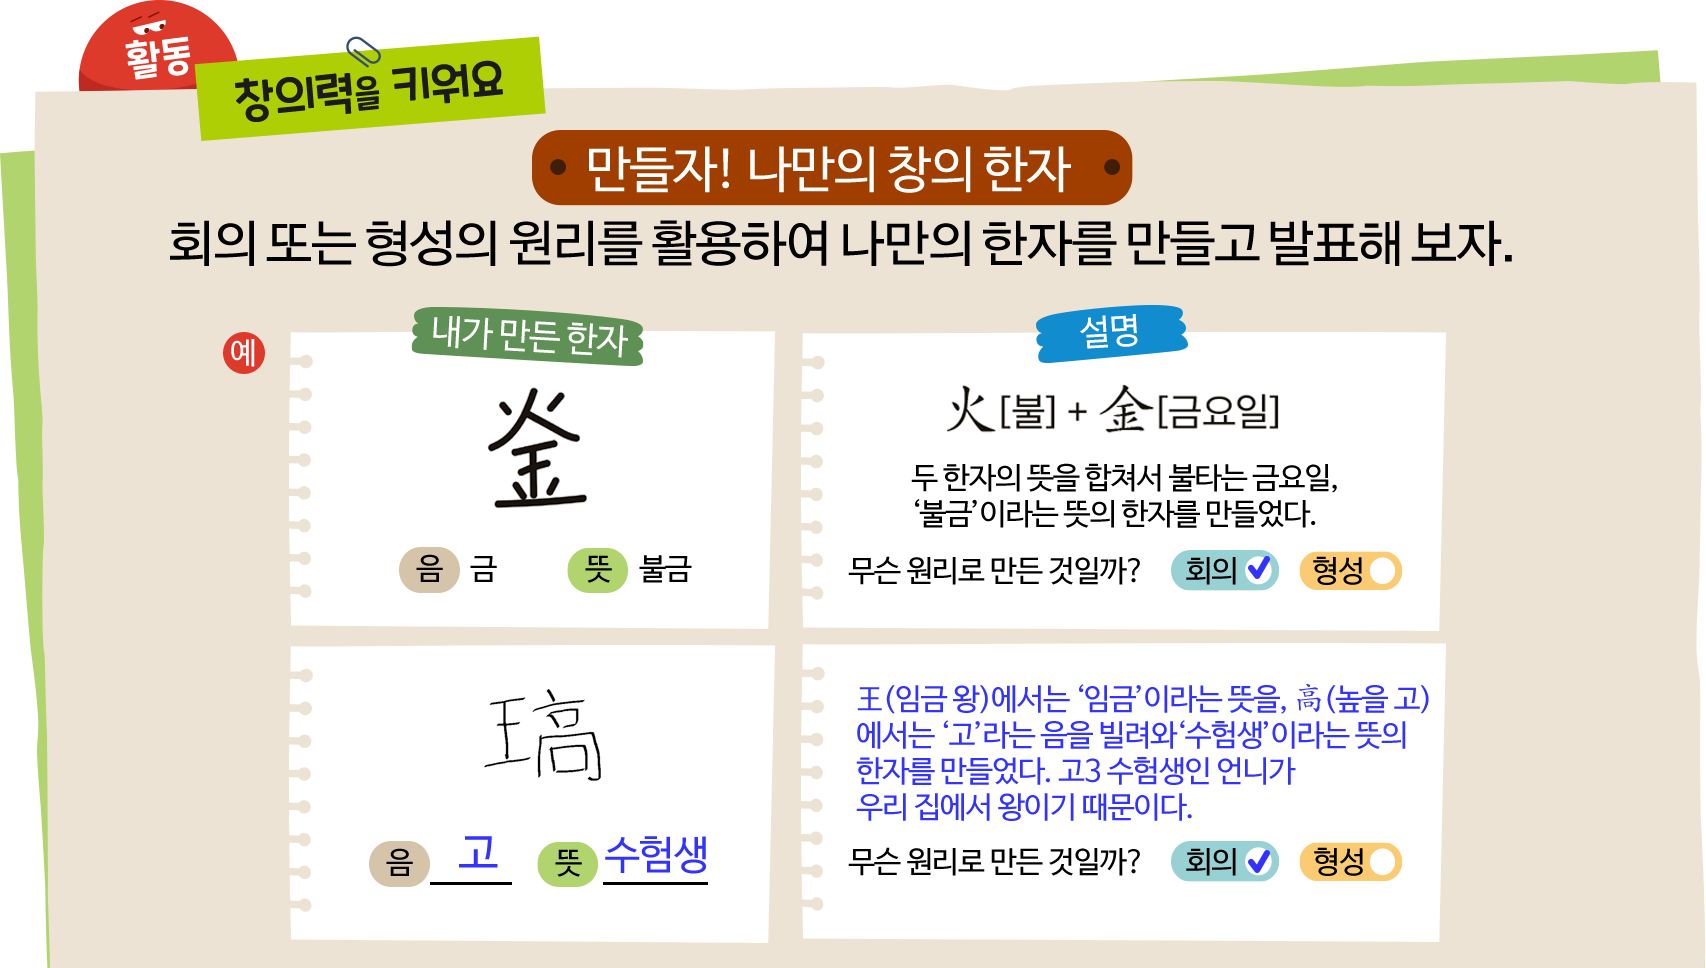 활동
창의력을 키워요
만들자! 나만의 창의 한자
회의 또는 형성의 원리를 활용하여 나만의 한자를 만들고 발표해 보자.
예
내가 만든 한자
釜
음 금 뜻 불금
설명
火[불] + 金[금요일]
두 한자의 뜻을 합쳐서 불타는 금요일,
‘불금’이라는 뜻의 한자를 만들었다.
무슨 원리로 만든 것일까? 회의 형성
王高
음 고 뜻 수험생
王(임금 왕)에서는 ‘임금’이라는 뜻을, 高(높을 고)
에서는 ‘고’라는 음을 빌려와‘수험생’이라는 뜻의
한자를 만들었다. 고3 수험생인 언니가
우리 집에서 왕이기 때문이다.
무슨 원리로 만든 것일까? 회의 형성